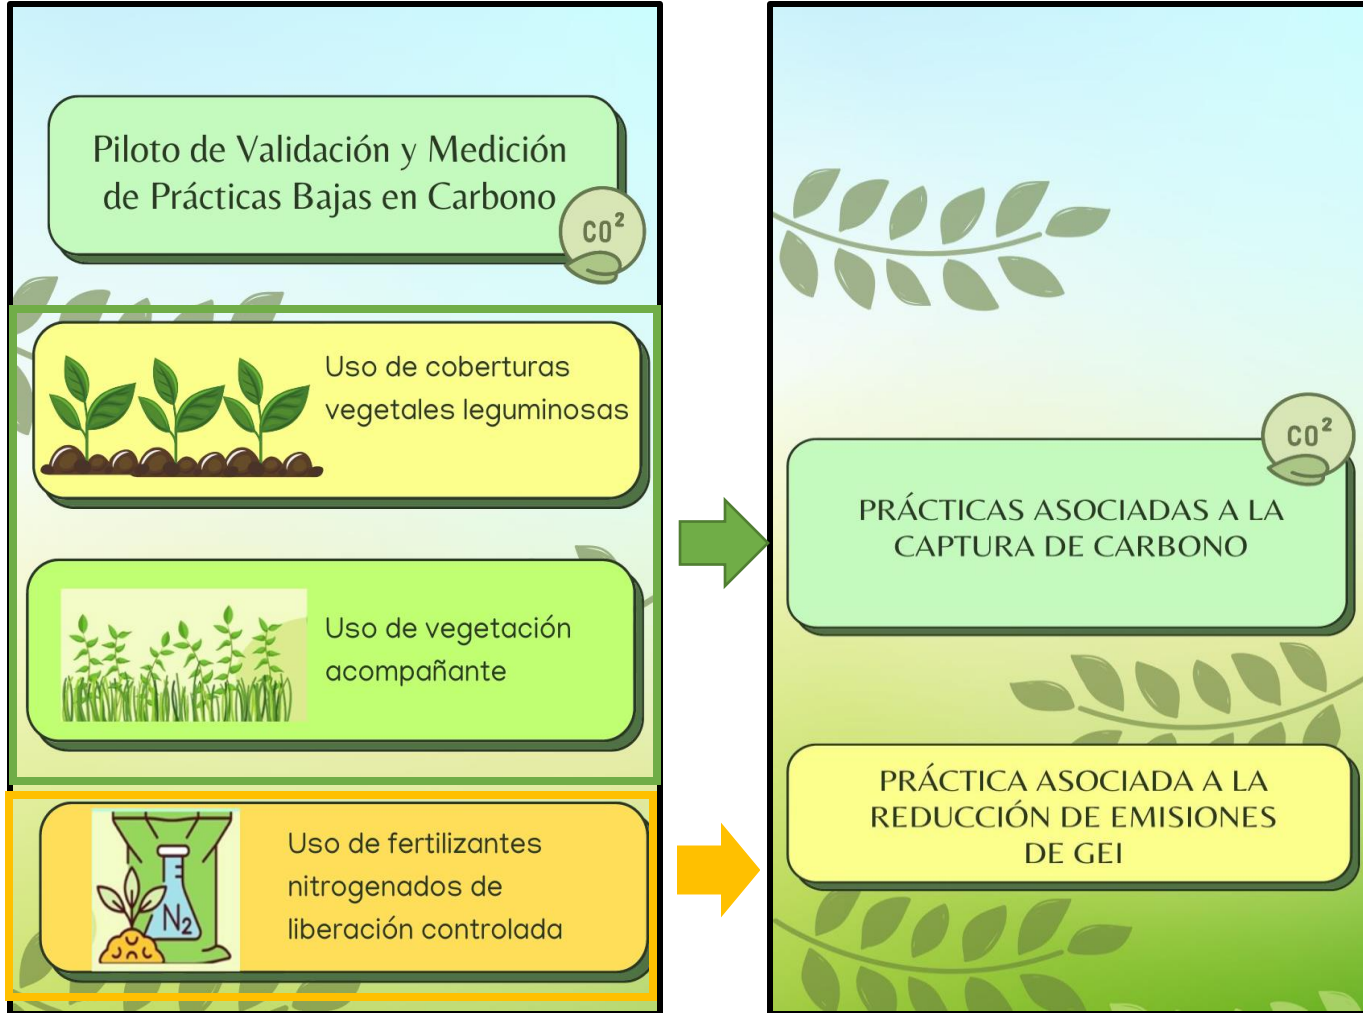 Piloto de Validación y Medición
de Prácticas Bajas en Carbono
CO²
Uso de coberturas
vegetales leguminosas
Uso de vegetación
acompañante
N₂
Uso de fertilizantes
nitrogenados de
liberación controlada
CO²
PRÁCTICAS ASOCIADAS A LA
CAPTURA DE CARBONO
PRÁCTICA ASOCIADA A LA
REDUCCIÓN DE EMISIONES
DE GEI